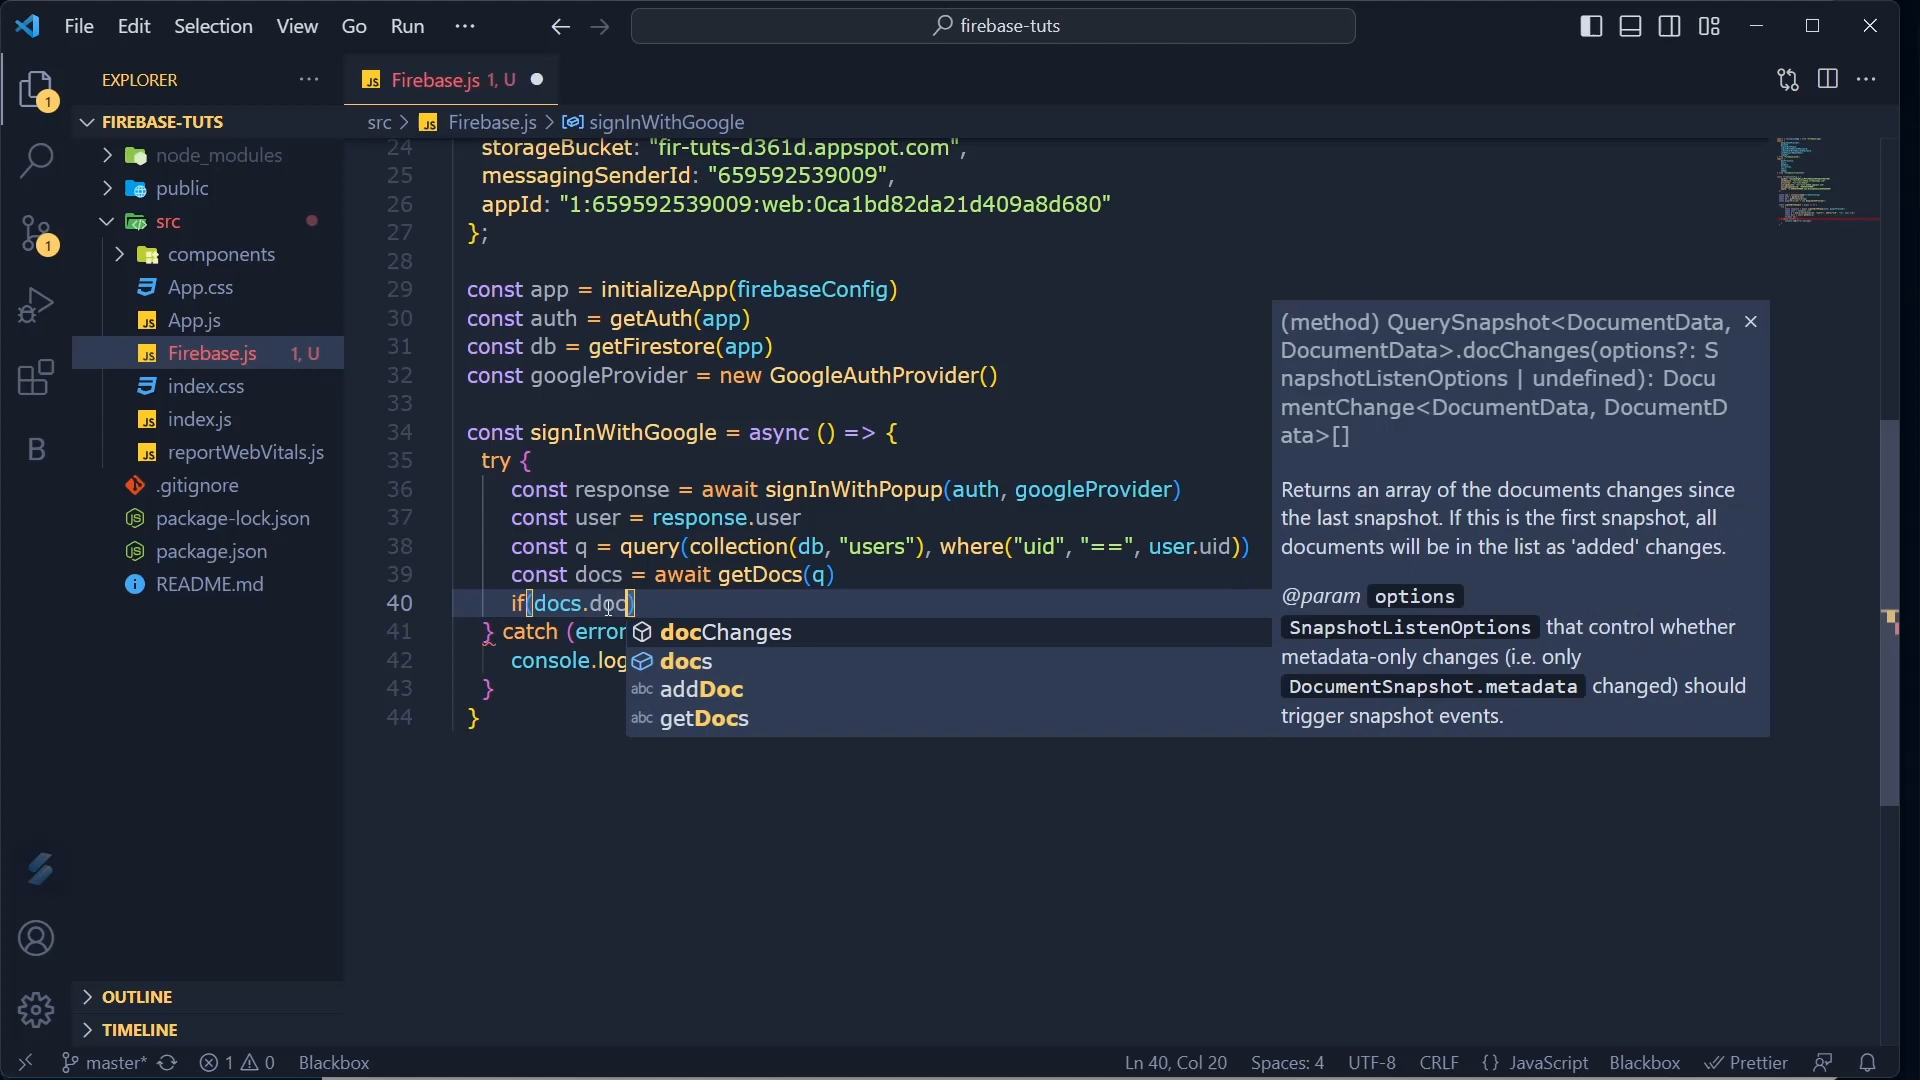 File Edit Selection View Go Run ··· firebase-tuts
EXPLORER ···
Firebase.js 1, U
1
FIREBASE-TUTS
src > JS Firebase.js > signInWithGoogle
node_modules
public
src
1
components
App.css
JS App.js
JS Firebase.js 1, U
index.css
JS index.js
JS reportWebVitals.js
B
.gitignore
package-lock.json
package.json
README.md
OUTLINE
TIMELINE
24 storageBucket: "fir-tuts-d361d.appspot.com",
25 messagingSenderId: "659592539009",
26 appId: "1:659592539009:web:0ca1bd82da21d409a8d680"
27 };
28
29 const app = initializeApp(firebaseConfig)
30 const auth = getAuth(app)
31 const db = getFirestore(app)
32 const googleProvider = new GoogleAuthProvider()
33
34 const signInWithGoogle = async () => {
35 try {
36 const response = await signInWithPopup(auth, googleProvider)
37 const user = response.user
38 const q = query(collection(db, "users"), where("uid", "==", user.uid))
39 const docs = await getDocs(q)
40 if(docs.doc)
41 } catch (error
42 console.log
43 }
44 }
docChanges
docs
abc addDoc
abc getDocs
(method) QuerySnapshot<DocumentData,
DocumentData>.docChanges(options?: S
napshotListenOptions | undefined): Docu
mentChange<DocumentData, DocumentD
ata>[]
Returns an array of the documents changes since
the last snapshot. If this is the first snapshot, all
documents will be in the list as 'added' changes.
@param options
SnapshotListenOptions that control whether
metadata-only changes (i.e. only
DocumentSnapshot.metadata changed) should
trigger snapshot events.
master* 1 0 Blackbox Ln 40, Col 20 Spaces: 4 UTF-8 CRLF {} JavaScript Blackbox Prettier